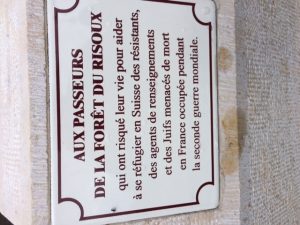 AUX PASSEURS
DE LA FORÊT DU RISOUX
qui ont risqué leur vie pour aider
à se réfugier en Suisse des résistants,
des agents de renseignements
et des Juifs menacés de mort
en France occupée pendant
la seconde guerre mondiale.